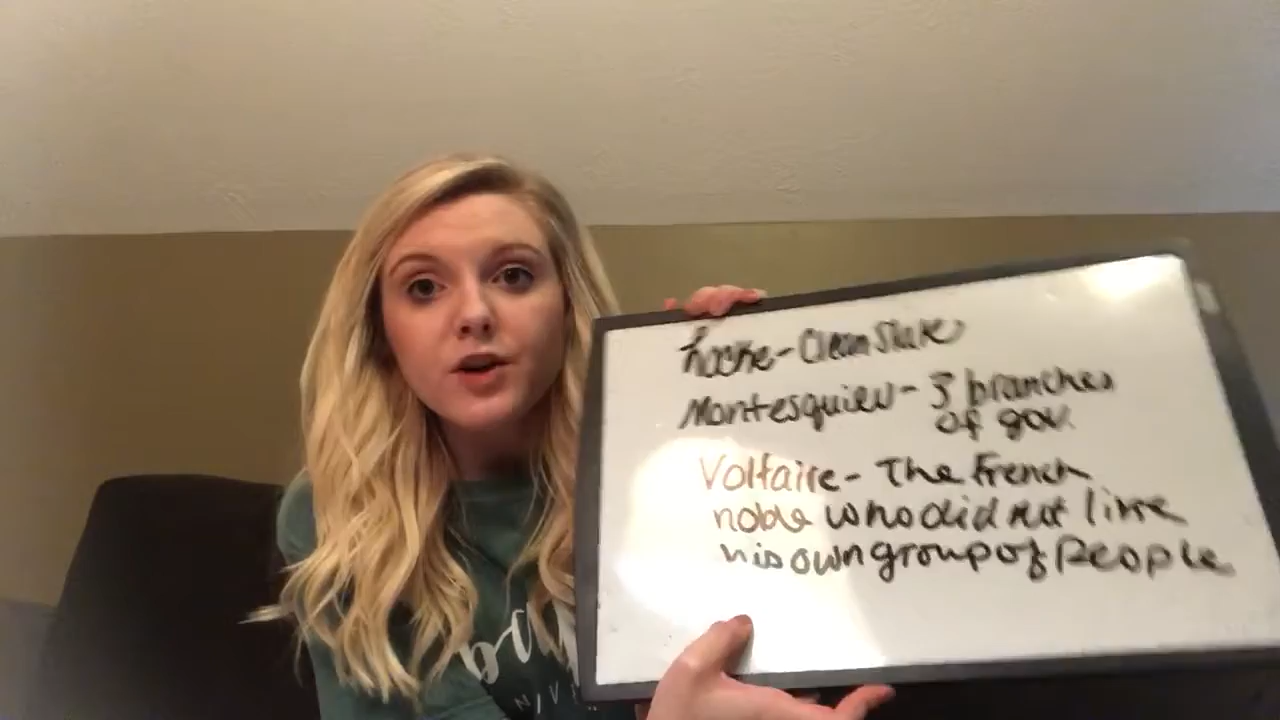 Locke- Clean Slate
Montesquieu- 3 branches
of gov.
Voltaire- The French
noble who did not like
his own group of People